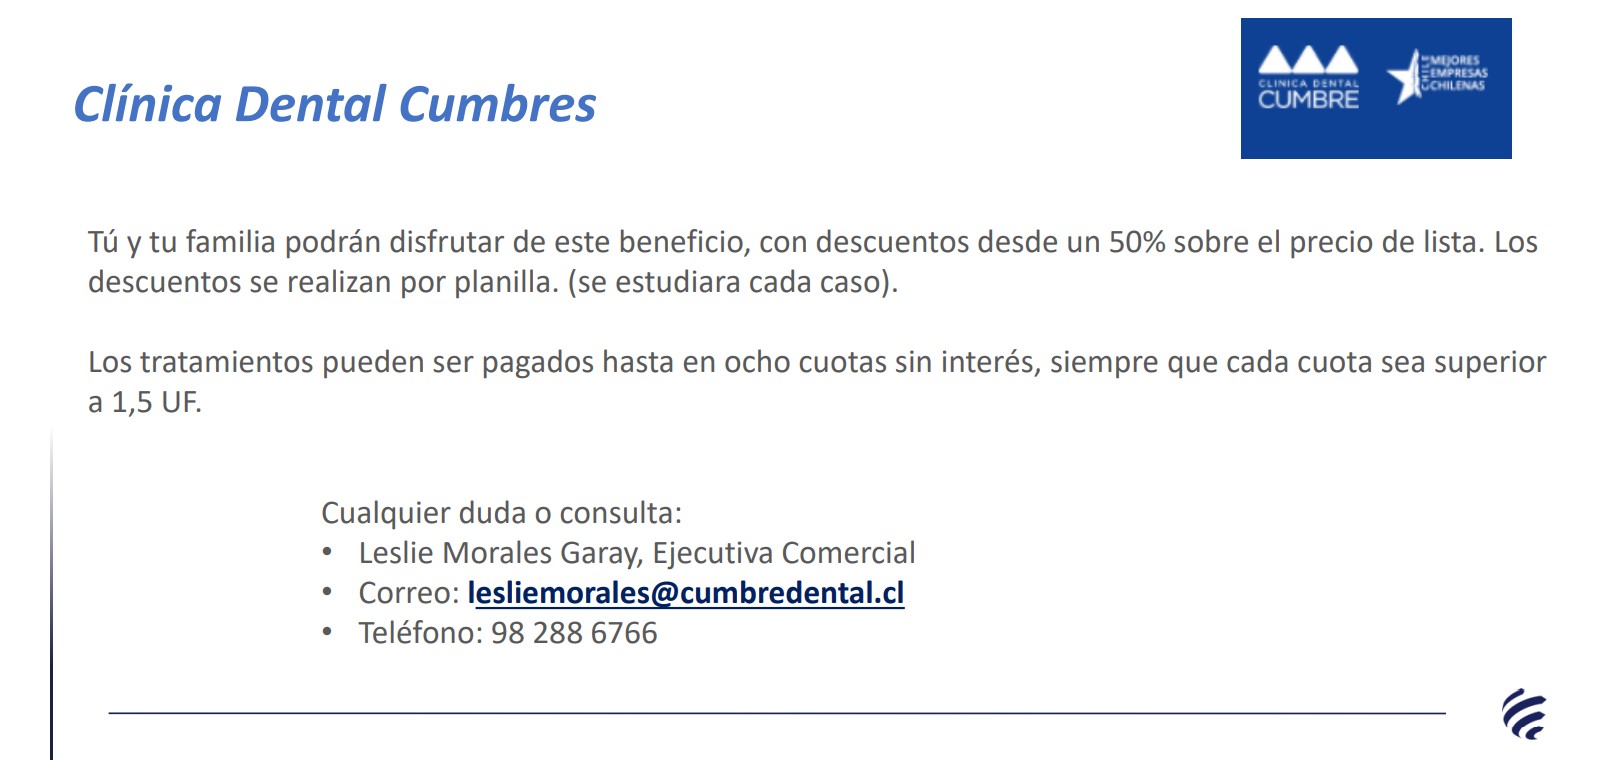 Clínica Dental Cumbres
CLINICA DENTAL
CUMBRE
CHILE
MEJORES
EMPRESAS
CHILENAS
Tú y tu familia podrán disfrutar de este beneficio, con descuentos desde un 50% sobre el precio de lista. Los
descuentos se realizan por planilla. (se estudiara cada caso).
Los tratamientos pueden ser pagados hasta en ocho cuotas sin interés, siempre que cada cuota sea superior
a 1,5 UF.
Cualquier duda o consulta:
• Leslie Morales Garay, Ejecutiva Comercial
• Correo: lesliemorales@cumbredental.cl
• Teléfono: 98 288 6766